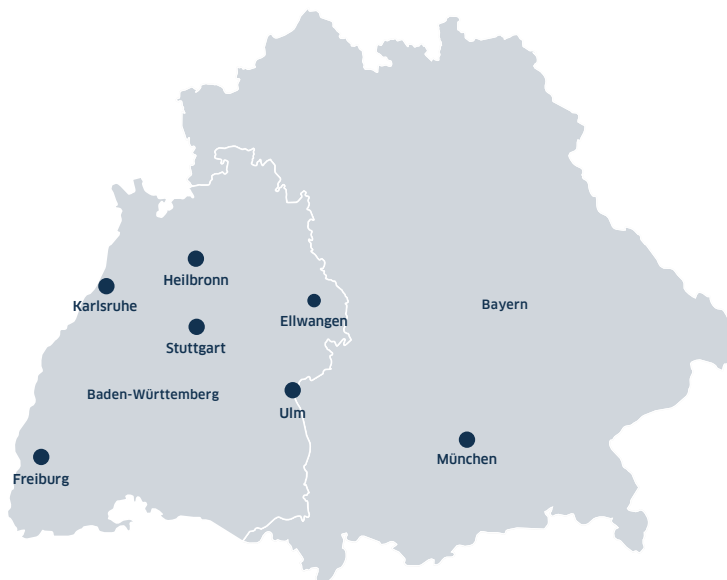 Heilbronn
Karlsruhe
Ellwangen
Bayern
Stuttgart
Baden-Württemberg
Ulm
München
Freiburg